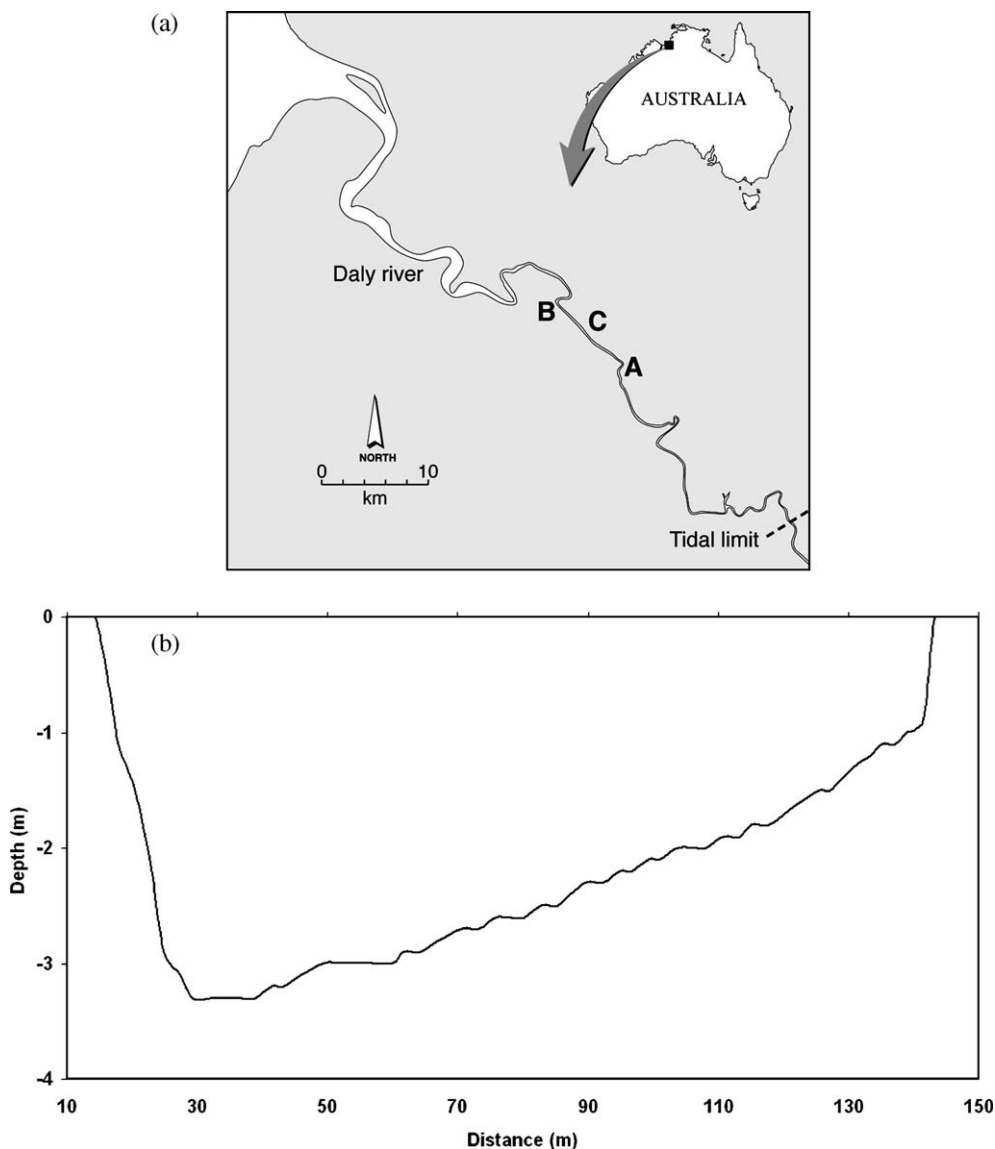 (a)
AUSTRALIA
Daly river
B
C
A
NORTH
0 10
km
Tidal limit
(b)
0
-1
-2
-3
-4
Depth (m)
10 30 50 70 90 110 130 150
Distance (m)